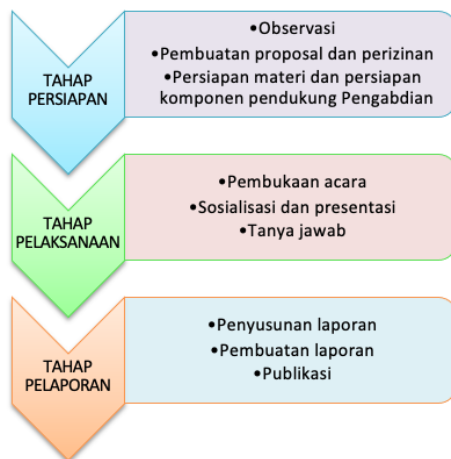 TAHAP
PERSIAPAN
•Observasi
•Pembuatan proposal dan perizinan
•Persiapan materi dan persiapan
komponen pendukung Pengabdian
TAHAP
PELAKSANAAN
•Pembukaan acara
•Sosialisasi dan presentasi
•Tanya jawab
TAHAP
PELAPORAN
•Penyusunan laporan
•Pembuatan laporan
•Publikasi